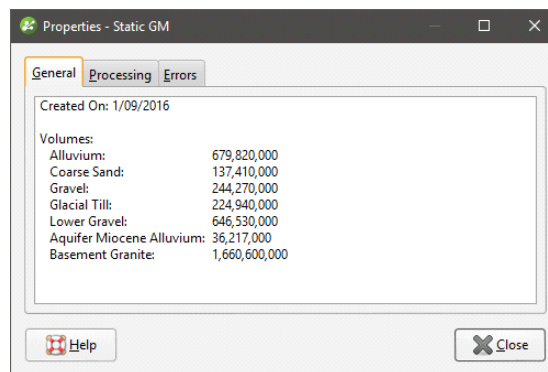 Properties - Static GM
General Processing Errors
Created On: 1/09/2016
Volumes:
Alluvium: 679,820,000
Coarse Sand: 137,410,000
Gravel: 244,270,000
Glacial Till: 224,940,000
Lower Gravel: 646,530,000
Aquifer Miocene Alluvium: 36,217,000
Basement Granite: 1,660,600,000
Help Close